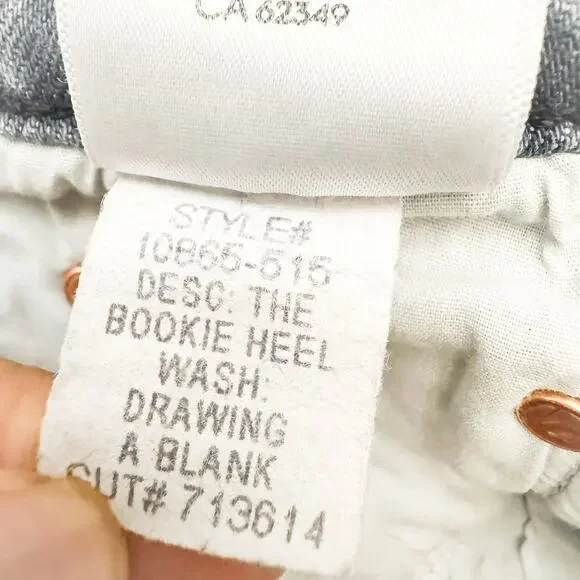 CA 62349
STYLE#
10865-515
DESC: THE
BOOKIE HEEL
WASH:
DRAWING
A BLANK
CUT# 713614